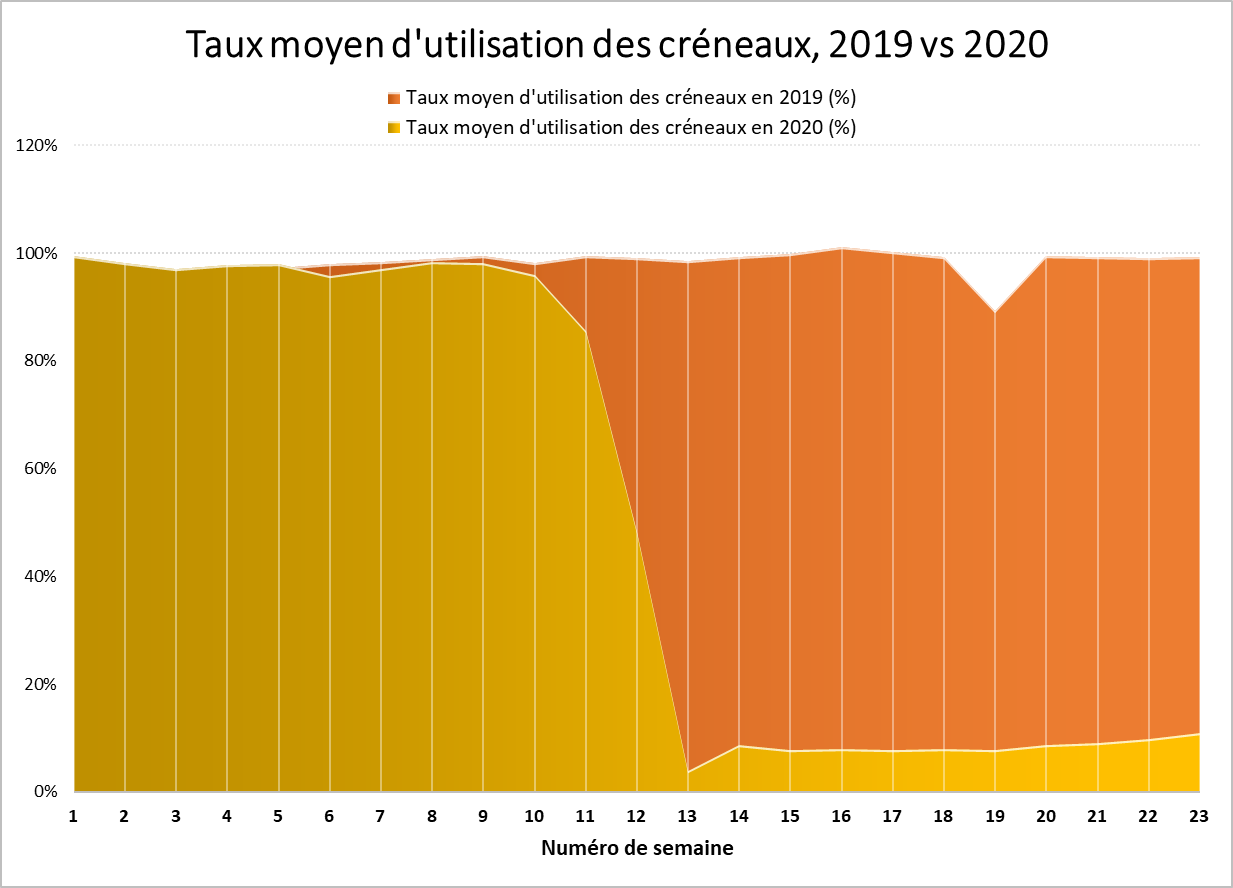 Taux moyen d'utilisation des créneaux, 2019 vs 2020
Taux moyen d'utilisation des créneaux en 2019 (%)
Taux moyen d'utilisation des créneaux en 2020 (%)
120%
100%
80%
60%
40%
20%
0%
1 2 3 4 5 6 7 8 9 10 11 12 13 14 15 16 17 18 19 20 21 22 23
Numéro de semaine